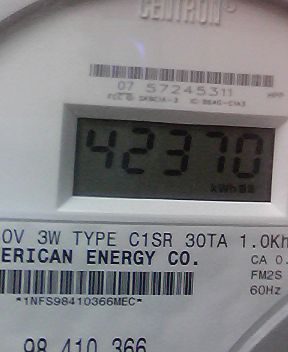 CENTRON®
07 57245311
42370
kWh
0V 3W TYPE C1SR 30TA 1.0Kh
ERICAN ENERGY CO.
CA 0.
FM2S
60Hz
*1NFS98410366MEC*
98 410 366